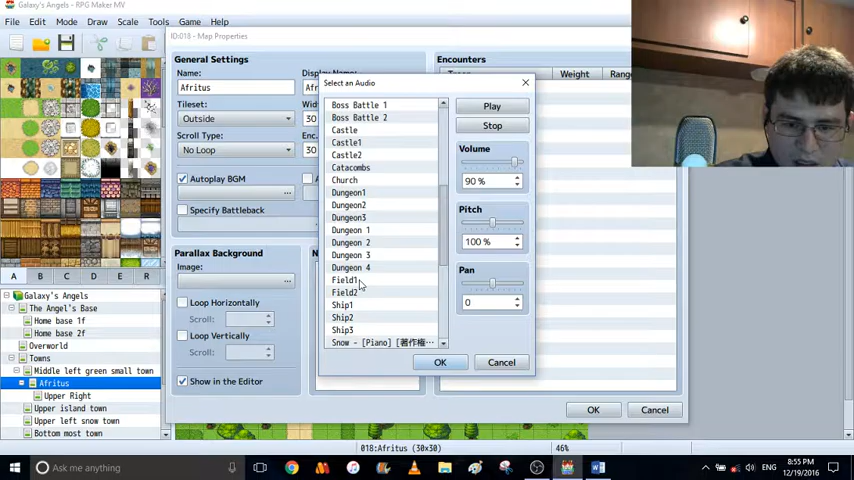 Galaxy's Angels - RPG Maker MV
File Edit Mode Draw Scale Tools Game Help
ID:018 - Map Properties
General Settings
Name:
Afritus
Tileset:
Outside
30
Scroll Type:
No Loop
30
Autoplay BGM
...
Specify Battleback
Parallax Background
Image:
...
Loop Horizontally
Scroll:
Loop Vertically
Scroll:
Show in the Editor
Encounters
Weight
OK
Cancel
Select an Audio
Boss Battle 1
Boss Battle 2
Castle
Castle1
Castle2
Catacombs
Church
Dungeon1
Dungeon2
Dungeon3
Dungeon 1
Dungeon 2
Dungeon 3
Dungeon 4
Field1
Field2
Ship1
Ship2
Ship3
Snow - [Piano] [著作権…
Play
Stop
Volume
90 %
Pitch
100 %
Pan
0
OK
Cancel
A B C D
Galaxy's Angels
The Angel's Base
Home base 1f
Home base 2f
Overworld
Towns
Middle left green small town
Afritus
Upper Right
Upper island town
Upper left snow town
Bottom most town
018:Afritus (30x30)
46%
Ask me anything
ENG
8:55 PM
12/19/2016